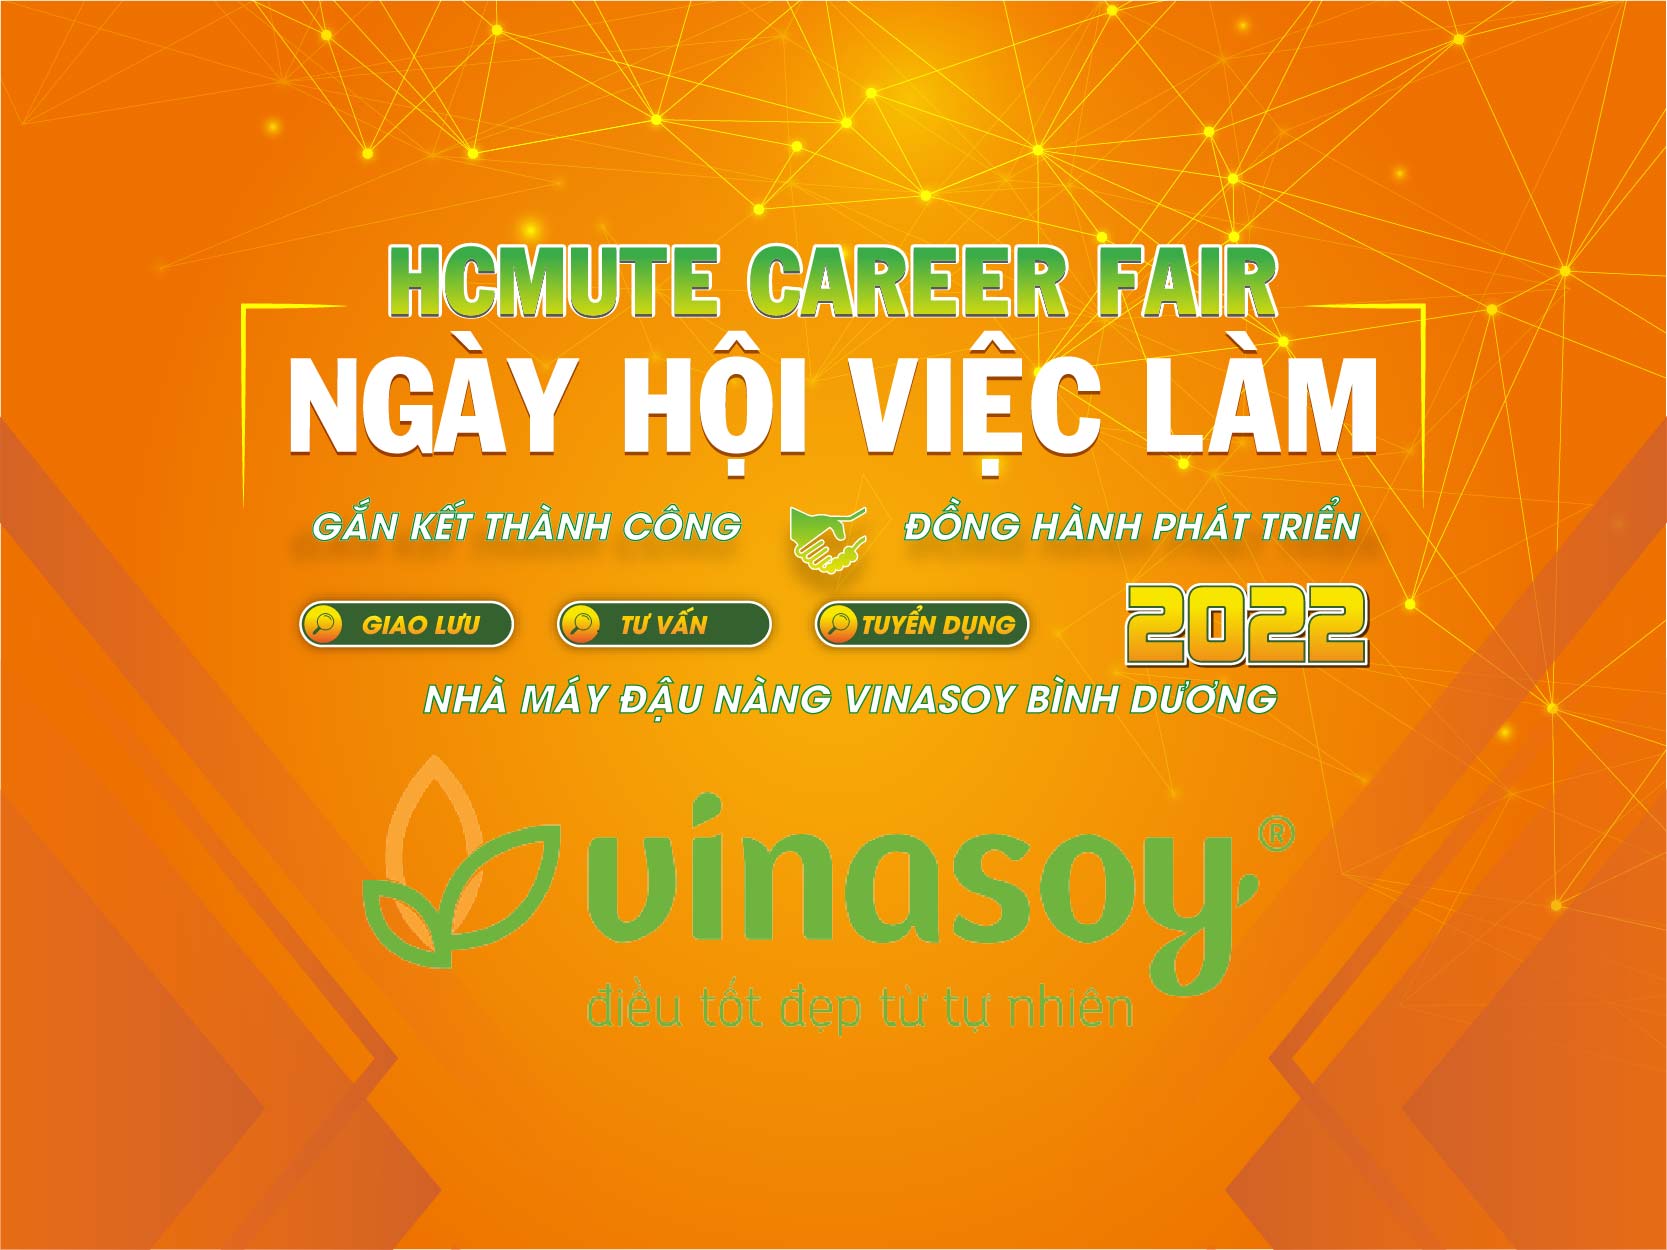 HCMUTE CAREER FAIR
NGÀY HỘI VIỆC LÀM
GẮN KẾT THÀNH CÔNG ĐỒNG HÀNH PHÁT TRIỂN
GIAO LƯU TƯ VẤN TUYỂN DỤNG 2022
NHÀ MÁY ĐẬU NÀNG VINASOY BÌNH DƯƠNG
vinasoy ®
điều tốt đẹp từ tự nhiên